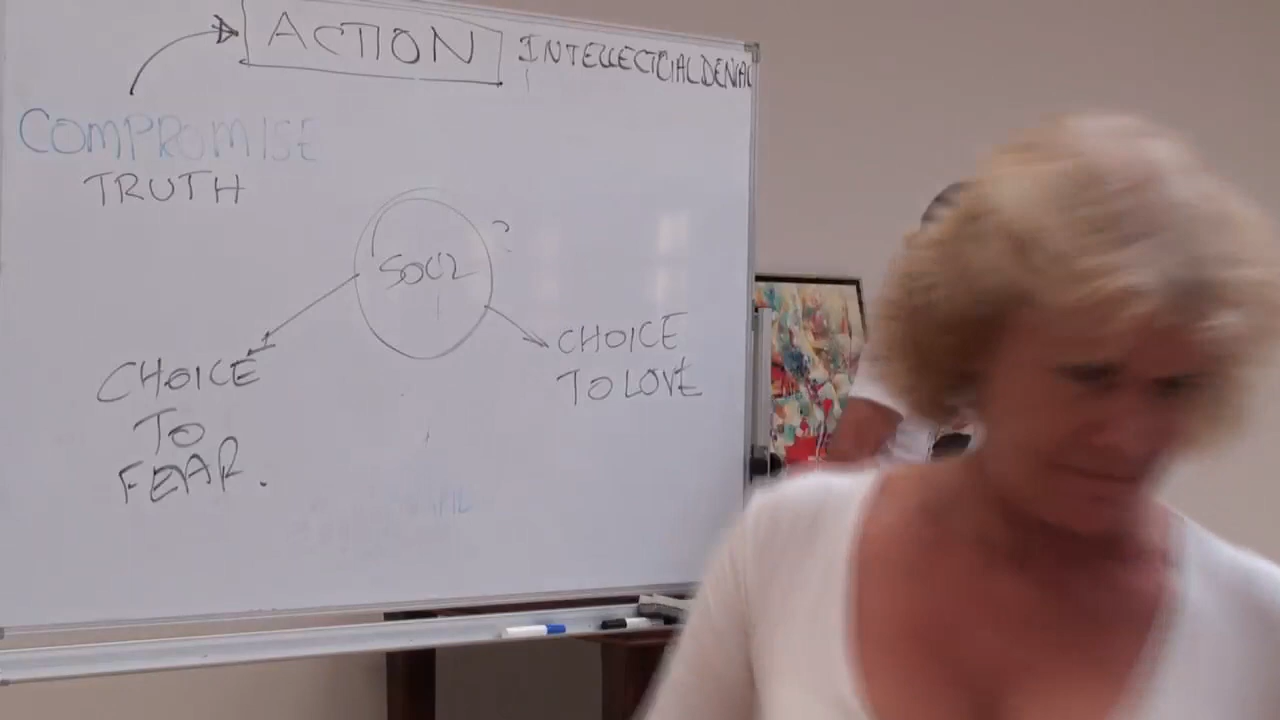 ACTION INTELLECTUAL DENIAL
COMPROMISE
TRUTH
?
SOUL
CHOICE
TO LOVE
CHOICE
TO
FEAR.